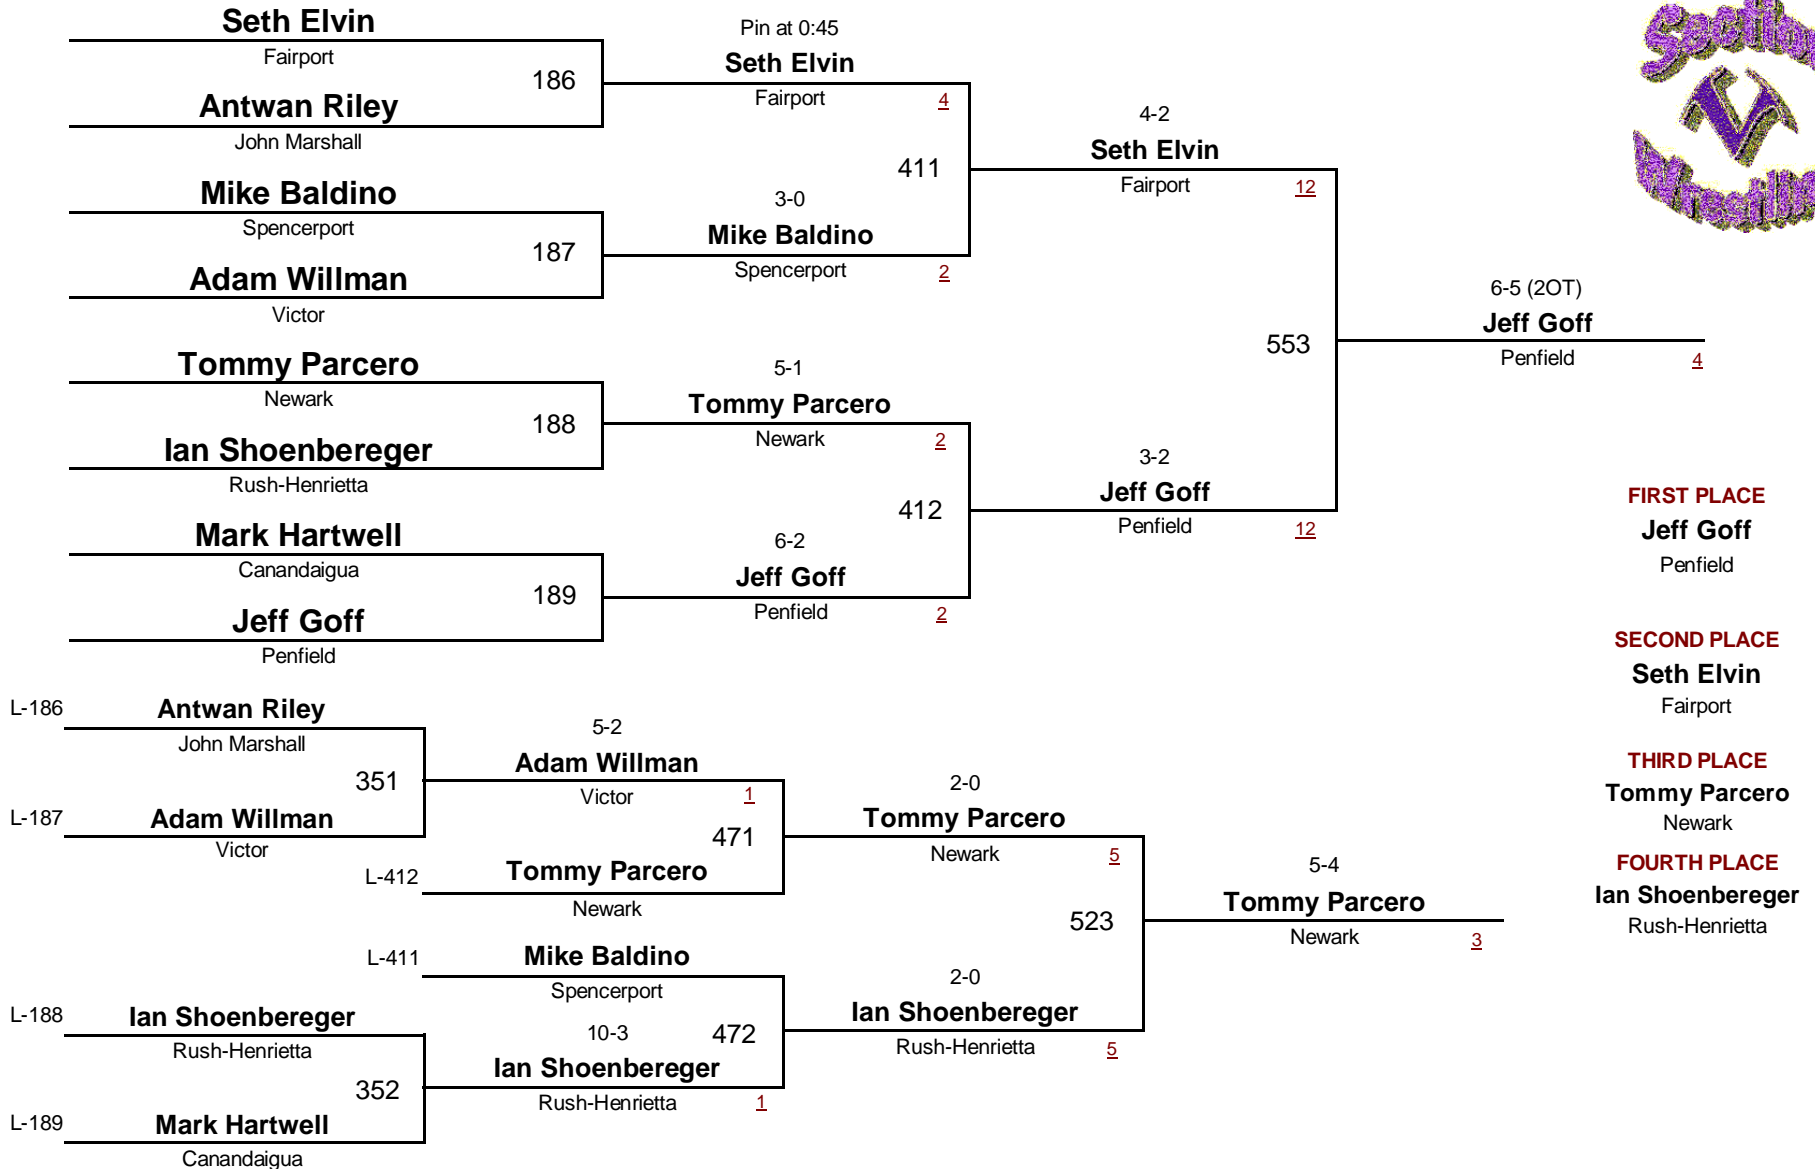 Seth Elvin
Fairport
186
Antwan Riley
John Marshall
Mike Baldino
Spencerport
187
Adam Willman
Victor
Tommy Parcero
Newark
188
Ian Shoenbereger
Rush-Henrietta
Mark Hartwell
Canandaigua
189
Jeff Goff
Penfield
Pin at 0:45
Seth Elvin
Fairport 4
411
3-0
Mike Baldino
Spencerport 2
5-1
Tommy Parcero
Newark 2
412
6-2
Jeff Goff
Penfield 2
4-2
Seth Elvin
Fairport 12
553
3-2
Jeff Goff
Penfield 12
6-5 (2OT)
Jeff Goff
Penfield 4
Section
V
Wrestling
FIRST PLACE
Jeff Goff
Penfield
SECOND PLACE
Seth Elvin
Fairport
THIRD PLACE
Tommy Parcero
Newark
FOURTH PLACE
Ian Shoenbereger
Rush-Henrietta
L-186 Antwan Riley
John Marshall
351
L-187 Adam Willman
Victor
5-2
Adam Willman
Victor 1
471
L-412 Tommy Parcero
Newark
L-411 Mike Baldino
Spencerport
472
L-188 Ian Shoenbereger
Rush-Henrietta
352
L-189 Mark Hartwell
Canandaigua
10-3
Ian Shoenbereger
Rush-Henrietta 1
2-0
Tommy Parcero
Newark 5
523
2-0
Ian Shoenbereger
Rush-Henrietta 5
5-4
Tommy Parcero
Newark 3